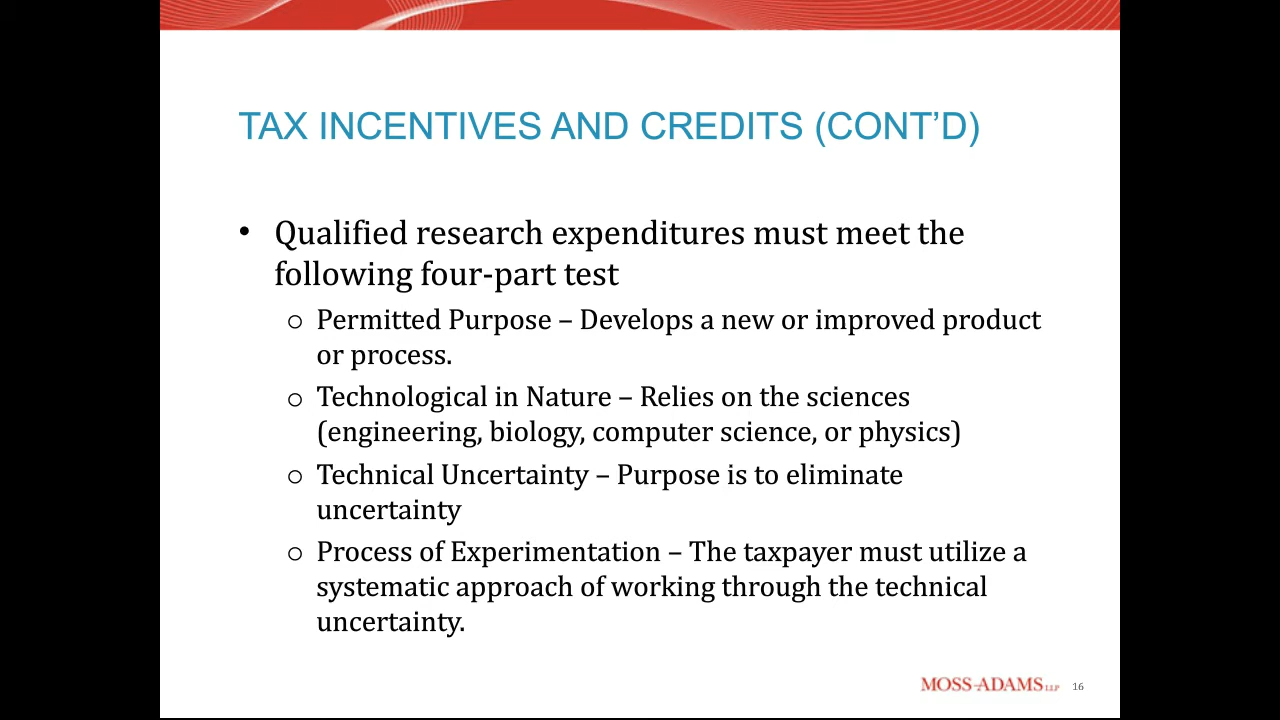 TAX INCENTIVES AND CREDITS (CONT’D)
• Qualified research expenditures must meet the
following four-part test
○ Permitted Purpose – Develops a new or improved product
or process.
○ Technological in Nature – Relies on the sciences
(engineering, biology, computer science, or physics)
○ Technical Uncertainty – Purpose is to eliminate
uncertainty
○ Process of Experimentation – The taxpayer must utilize a
systematic approach of working through the technical
uncertainty.
MOSS-ADAMS LLP 16